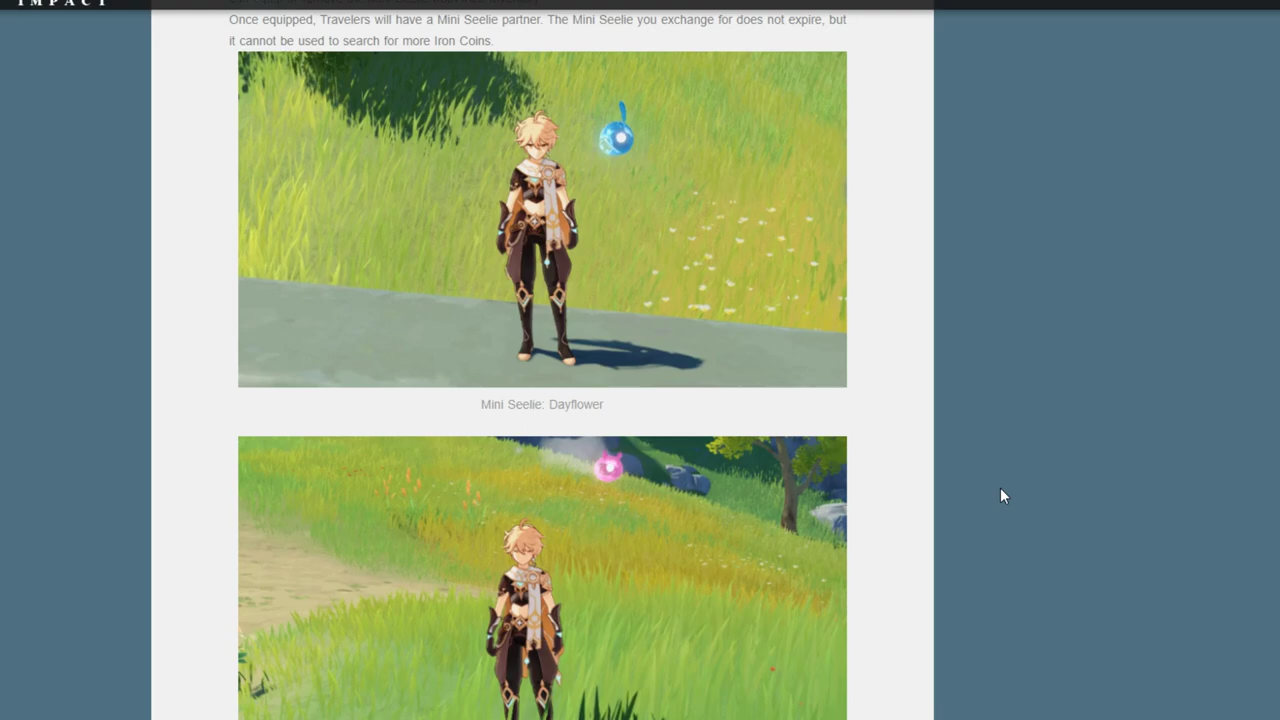 IMPACT
Once equipped, Travelers will have a Mini Seelie partner. The Mini Seelie you exchange for does not expire, but
it cannot be used to search for more Iron Coins.
Mini Seelie: Dayflower